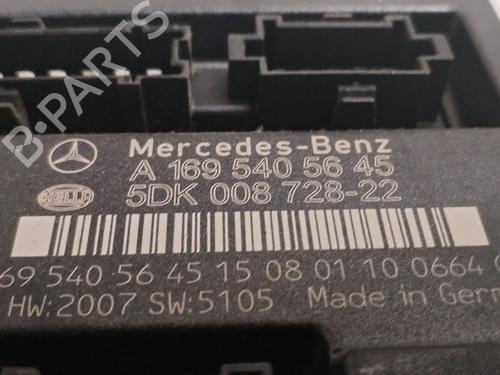 B-PARTS
Mercedes-Benz
A 169 540 56 45
HELLA
5DK 008 728-22
69 540 56 45 15 08 01 10 0664
HW:2007 SW:5105 Made in Germ